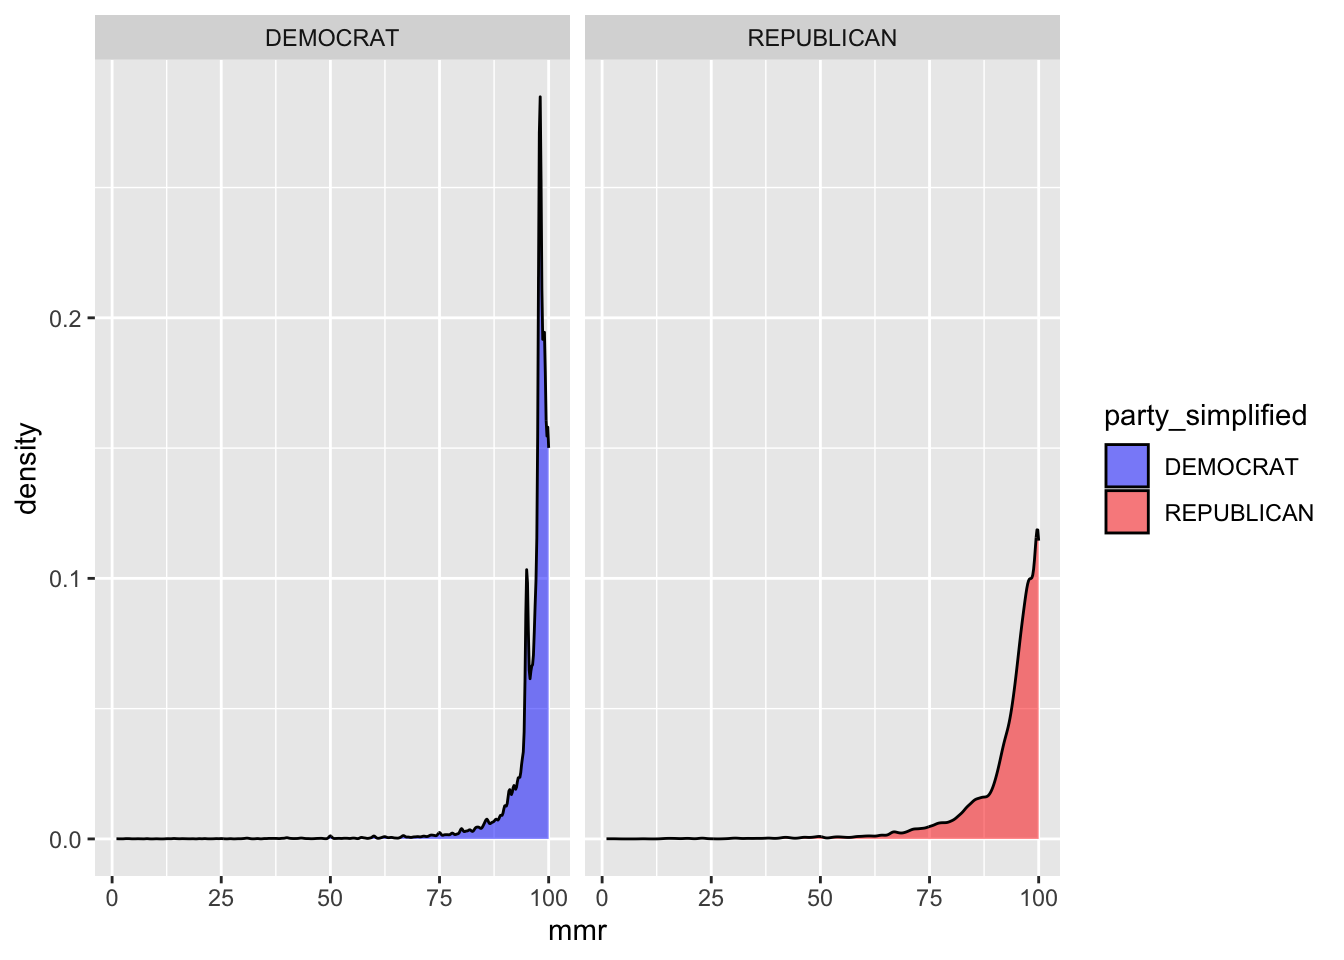 DEMOCRAT
REPUBLICAN
density
0.2
0.1
0.0
0 25 50 75 100
0 25 50 75 100
mmr
party_simplified
DEMOCRAT
REPUBLICAN